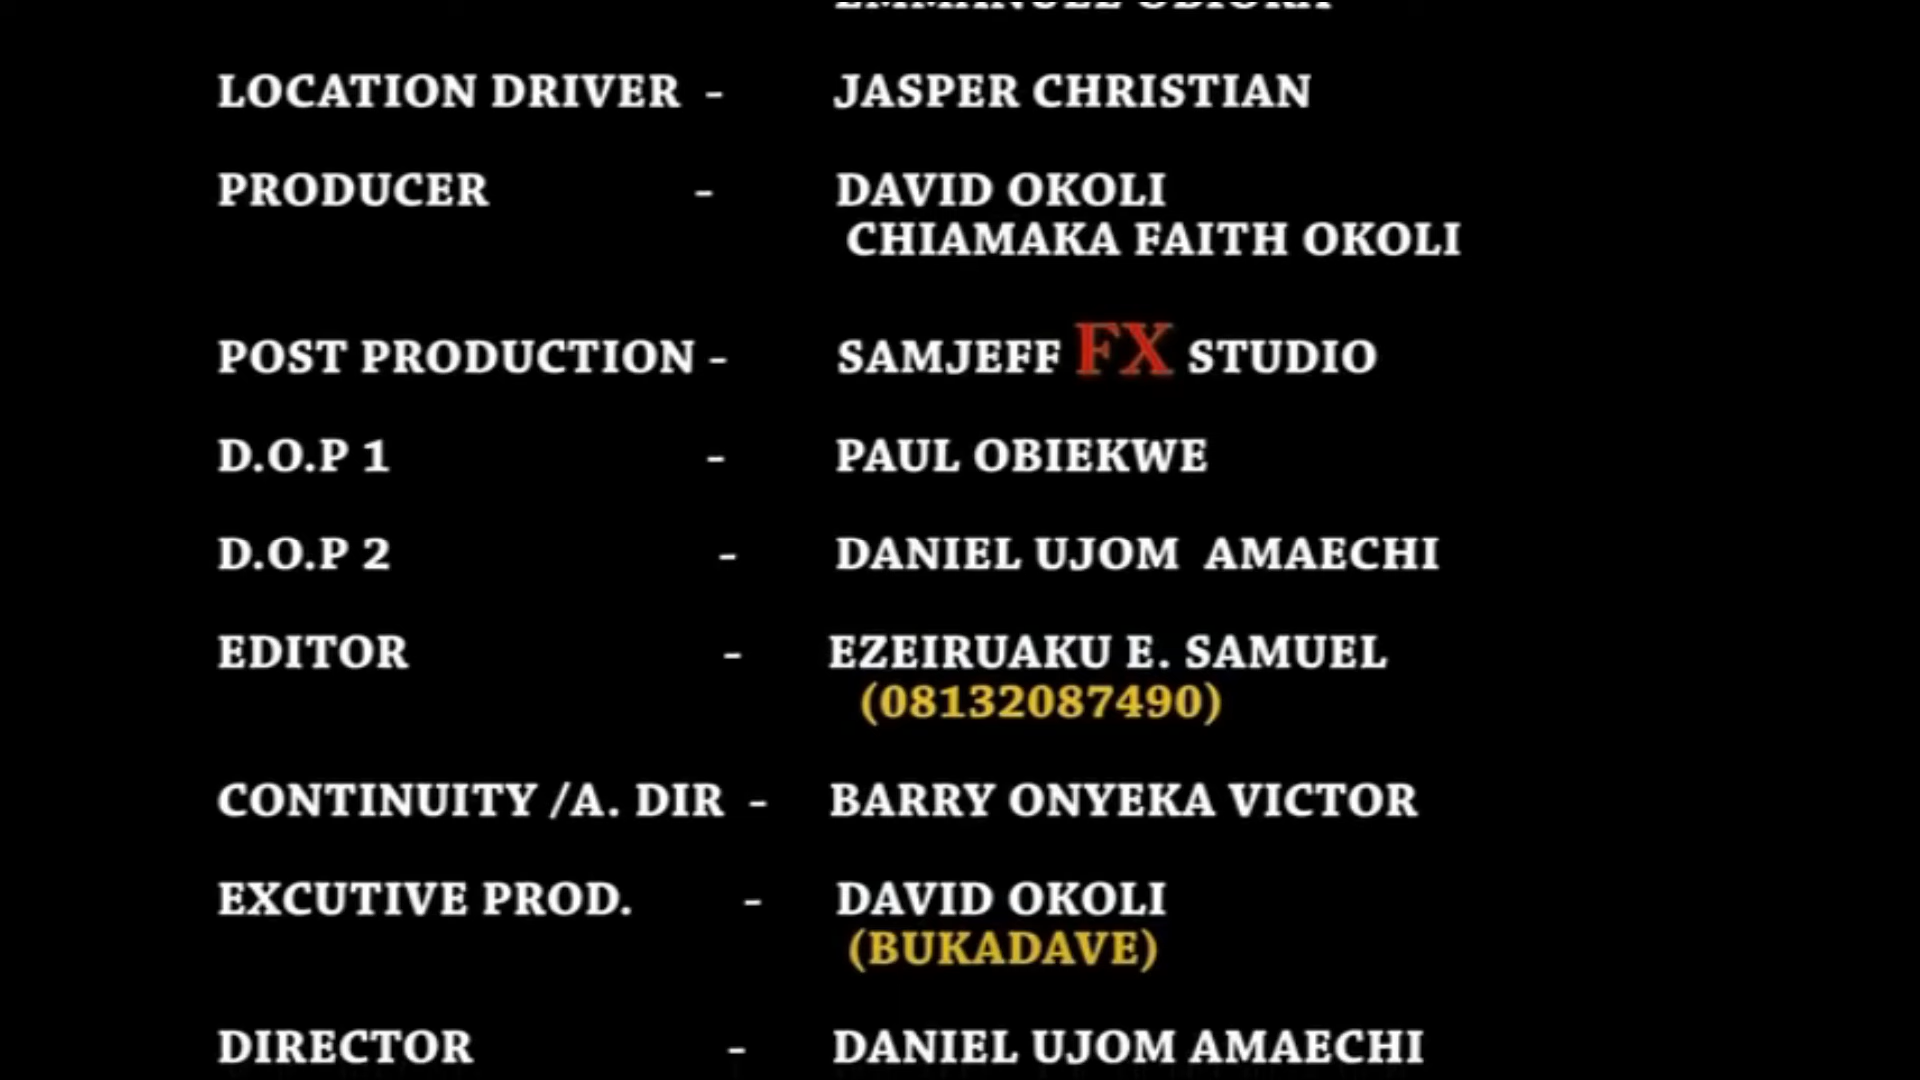 LOCATION DRIVER - JASPER CHRISTIAN
PRODUCER - DAVID OKOLI
CHIAMAKA FAITH OKOLI
POST PRODUCTION - SAMJEFF FX STUDIO
D.O.P 1 - PAUL OBIEKWE
D.O.P 2 - DANIEL UJOM AMAECHI
EDITOR - EZEIRUAKU E. SAMUEL
(08132087490)
CONTINUITY /A. DIR - BARRY ONYEKA VICTOR
EXCUTIVE PROD. - DAVID OKOLI
(BUKADAVE)
DIRECTOR - DANIEL UJOM AMAECHI